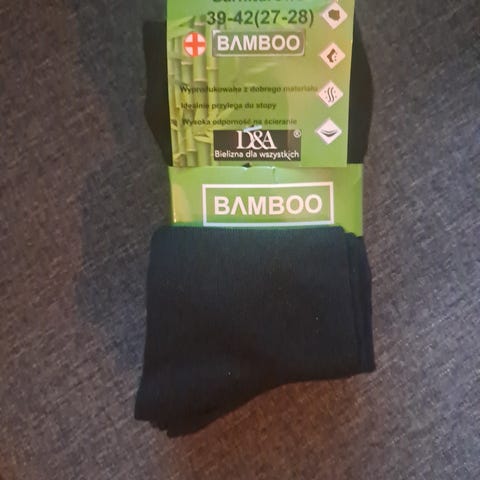 39-42(27-28)
BAMBOO
Wyprodukowane z dobrego materiału
Idealnie przylega do stopy
Wysoka odporność na ścieranie
D&A ®
Bielizna dla wszystkich
BAMBOO